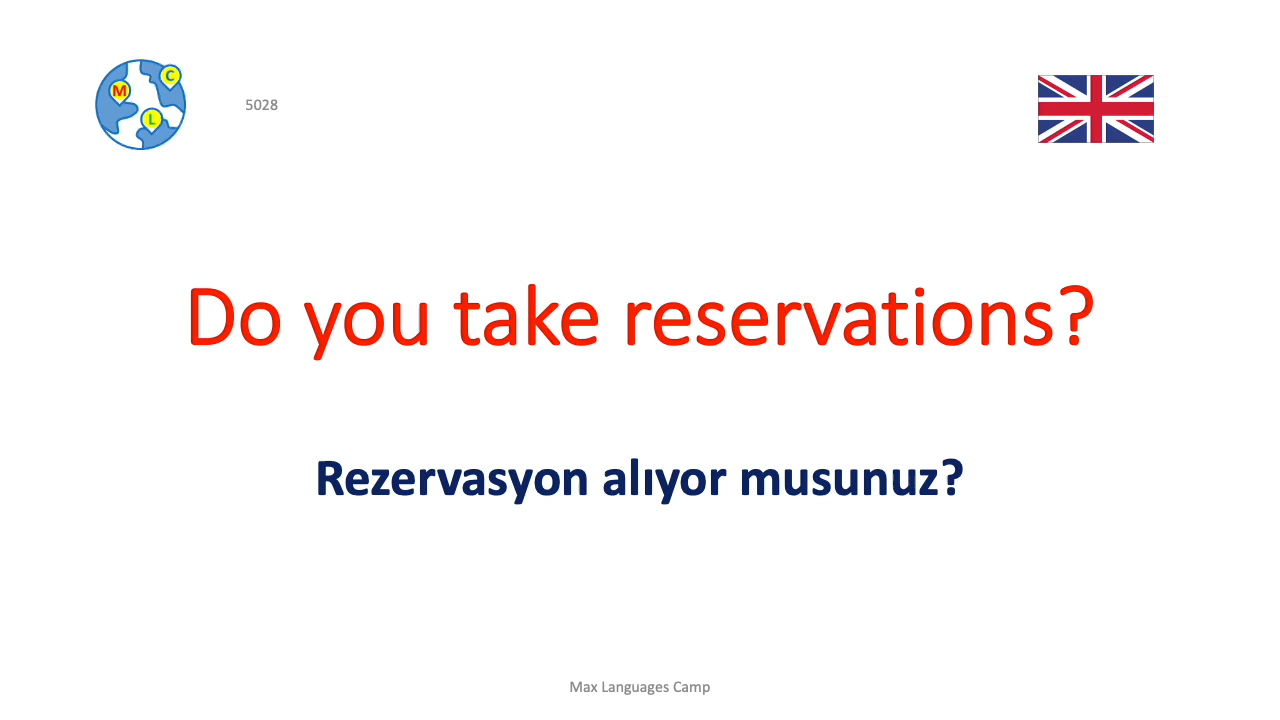 M
C
L
5028
Do you take reservations?
Rezervasyon alıyor musunuz?
Max Languages Camp